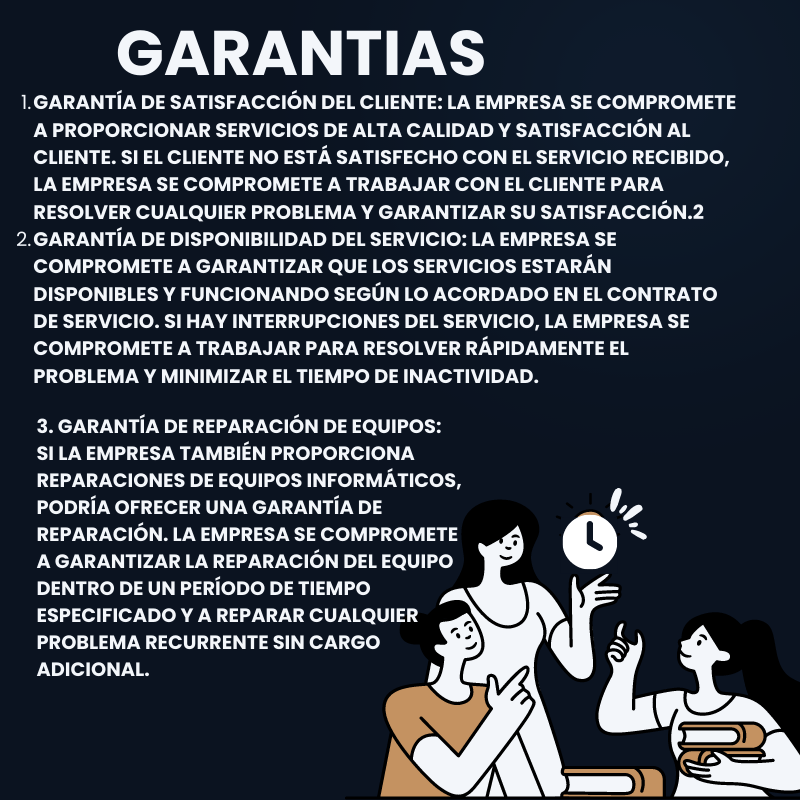 GARANTIAS
1. GARANTÍA DE SATISFACCIÓN DEL CLIENTE: LA EMPRESA SE COMPROMETE
A PROPORCIONAR SERVICIOS DE ALTA CALIDAD Y SATISFACCIÓN AL
CLIENTE. SI EL CLIENTE NO ESTÁ SATISFECHO CON EL SERVICIO RECIBIDO,
LA EMPRESA SE COMPROMETE A TRABAJAR CON EL CLIENTE PARA
RESOLVER CUALQUIER PROBLEMA Y GARANTIZAR SU SATISFACCIÓN.2
2. GARANTÍA DE DISPONIBILIDAD DEL SERVICIO: LA EMPRESA SE
COMPROMETE A GARANTIZAR QUE LOS SERVICIOS ESTARÁN
DISPONIBLES Y FUNCIONANDO SEGÚN LO ACORDADO EN EL CONTRATO
DE SERVICIO. SI HAY INTERRUPCIONES DEL SERVICIO, LA EMPRESA SE
COMPROMETE A TRABAJAR PARA RESOLVER RÁPIDAMENTE EL
PROBLEMA Y MINIMIZAR EL TIEMPO DE INACTIVIDAD.
3. GARANTÍA DE REPARACIÓN DE EQUIPOS:
SI LA EMPRESA TAMBIÉN PROPORCIONA
REPARACIONES DE EQUIPOS INFORMÁTICOS,
PODRÍA OFRECER UNA GARANTÍA DE
REPARACIÓN. LA EMPRESA SE COMPROMETE
A GARANTIZAR LA REPARACIÓN DEL EQUIPO
DENTRO DE UN PERÍODO DE TIEMPO
ESPECIFICADO Y A REPARAR CUALQUIER
PROBLEMA RECURRENTE SIN CARGO
ADICIONAL.